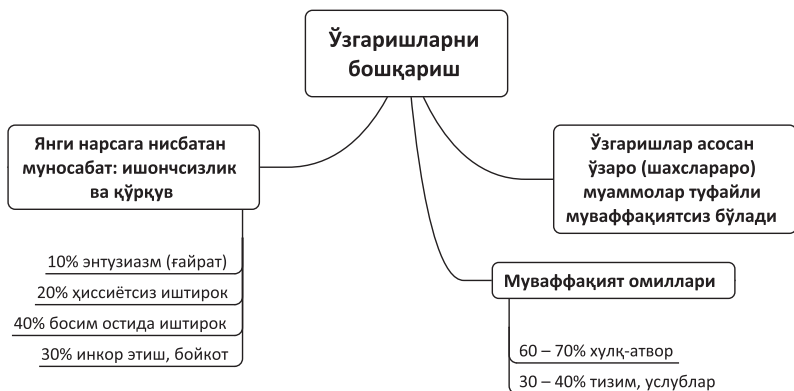 Ўзгаришларни
бошқариш
Янги нарсага нисбатан
муносабат: ишончсизлик
ва қўрқув
10% энтузиазм (ғайрат)
20% ҳиссиётсиз иштирок
40% босим остида иштирок
30% инкор этиш, бойкот
Ўзгаришлар асосан
ўзаро (шахслараро)
муаммолар туфайли
муваффақиятсиз бўлади
Муваффақият омиллари
60 – 70% хулқ-атвор
30 – 40% тизим, услублар